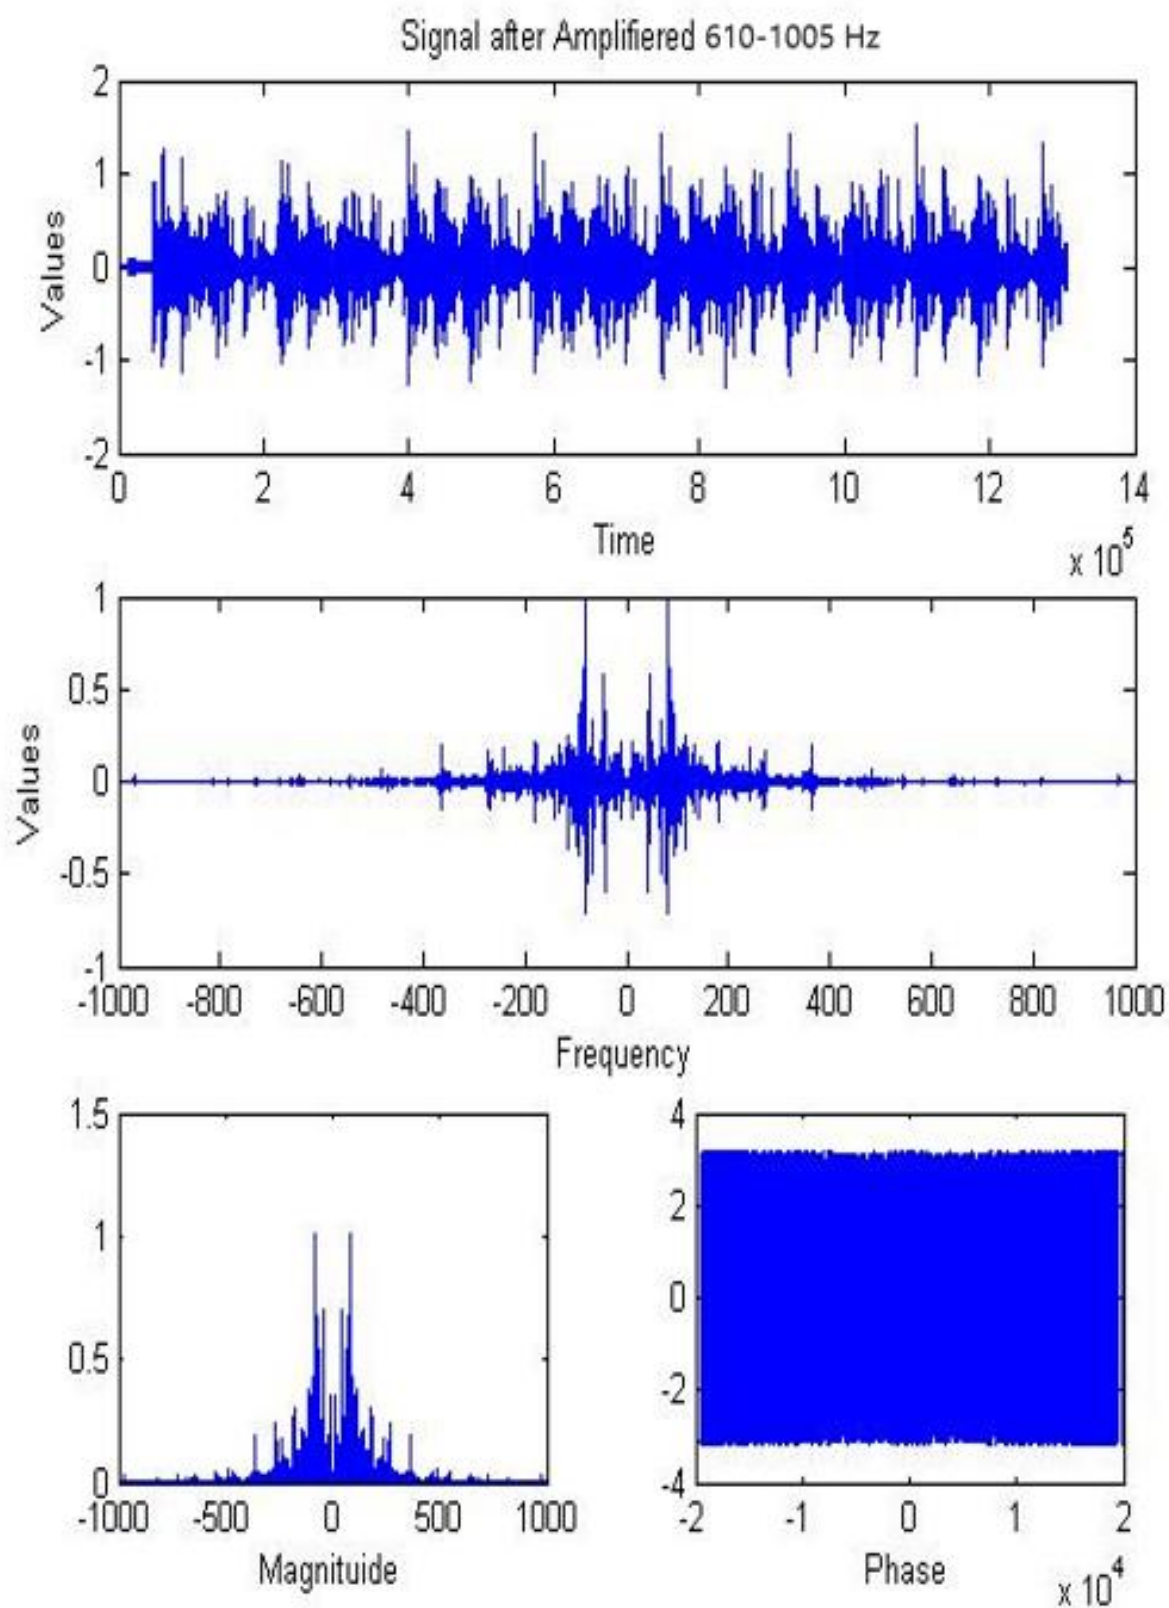 Signal after Amplifiered 610-1005 Hz
2
1
0
-1
-2
Values
0 2 4 6 8 10 12 14
Time
x 10^5
1
0.5
0
-0.5
-1
Values
-1000 -800 -600 -400 -200 0 200 400 600 800 1000
Frequency
1.5
1
0.5
0
-1000 -500 0 500 1000
Magnituide
4
2
0
-2
-4
-2 -1 0 1 2
Phase
x 10^4